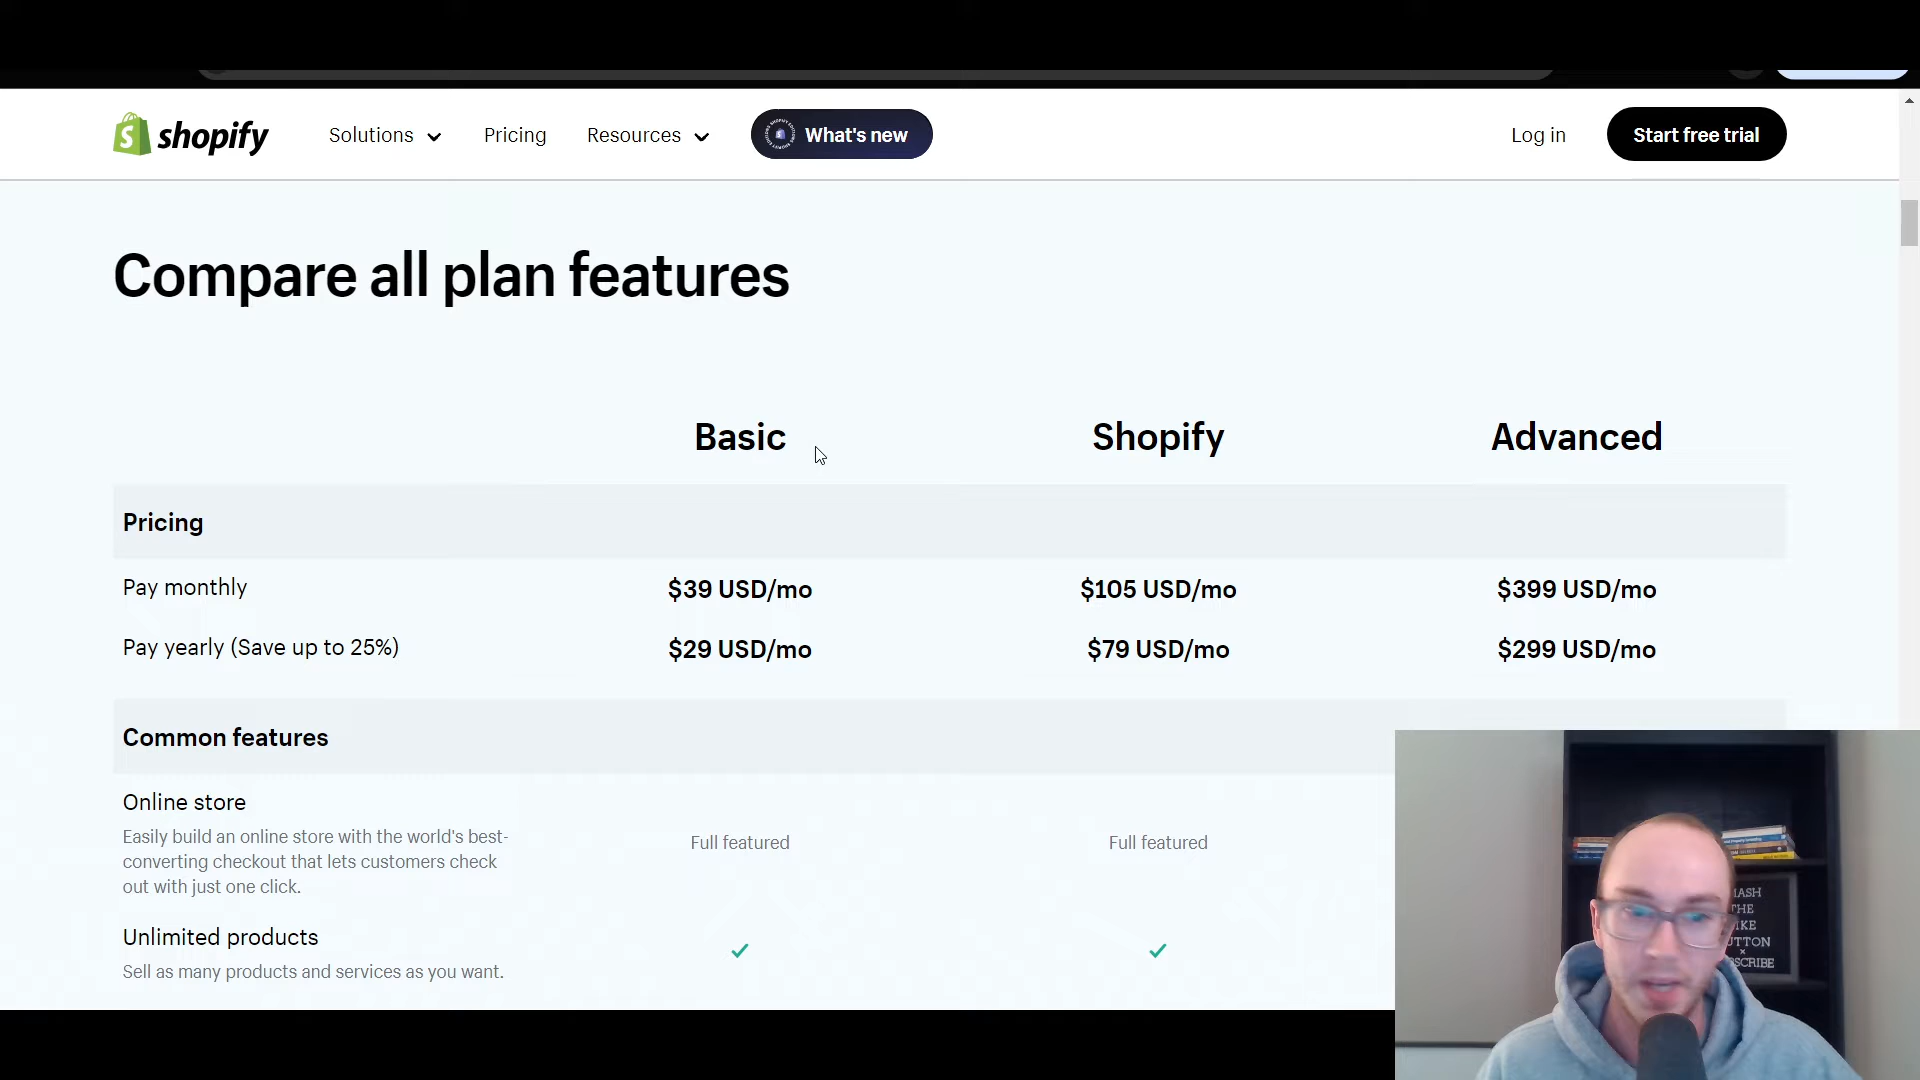 shopify
Solutions
Pricing
Resources
What's new
Log in
Start free trial
Compare all plan features
Basic
Shopify
Advanced
Pricing
Pay monthly
$39 USD/mo
$105 USD/mo
$399 USD/mo
Pay yearly (Save up to 25%)
$29 USD/mo
$79 USD/mo
$299 USD/mo
Common features
Online store
Easily build an online store with the world's best-
converting checkout that lets customers check
out with just one click.
Full featured
Full featured
Unlimited products
Sell as many products and services as you want.
THE